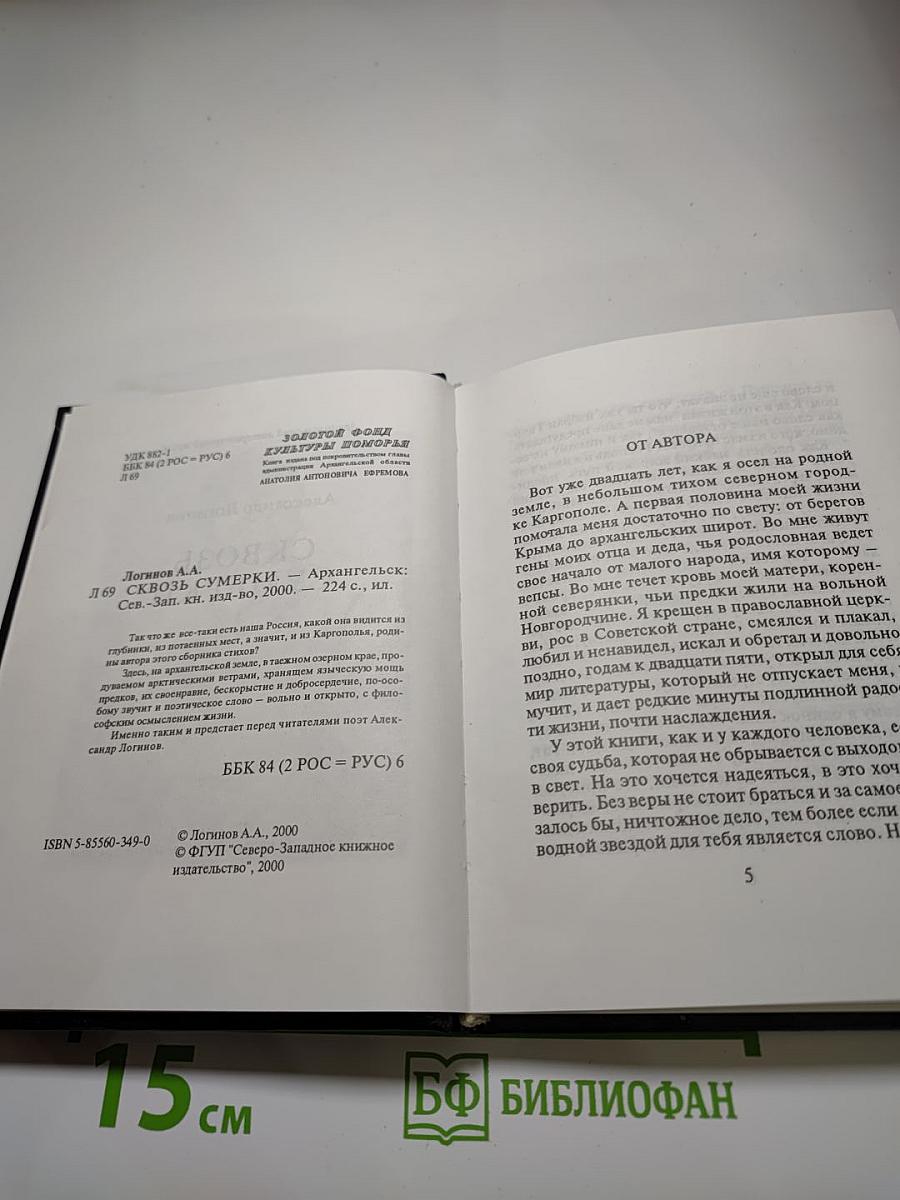 УДК 882-1
ББК 84 (2 РОС = РУС) 6
Л 69
ЗОЛОТОЙ ФОНД
КУЛЬТУРЫ ПОМОРЬЯ
Книга издана под покровительством главы
администрации Архангельской области
АНАТОЛИЯ АНТОНОВИЧА ЕФРЕМОВА
Логинов А.А.
Л 69 СКВОЗЬ СУМЕРКИ. — Архангельск:
Сев.-Зап. кн. изд-во, 2000. — 224 с., ил.
Так что же все-таки есть наша Россия, какой она видится из
глубинки, из потаенных мест, а значит, и из Каргополья, роди-
ны автора этого сборника стихов?
Здесь, на архангельской земле, в таежном озерном крае, про-
дуваемом арктическими ветрами, хранящем языческую мощь
предков, их своенравие, бескорыстие и добросердечие, по-осо-
бому звучит и поэтическое слово — вольно и открыто, с фило-
софским осмыслением жизни.
Именно таким и предстает перед читателями поэт Алек-
сандр Логинов.
ББК 84 (2 РОС = РУС) 6
ISBN 5-85560-349-0
© Логинов А.А., 2000
© ФГУП "Северо-Западное книжное
издательство", 2000
ОТ АВТОРА
Вот уже двадцать лет, как я осел на родной
земле, в небольшом тихом северном город-
ке Каргополе. А первая половина моей жизни
помотала меня достаточно по свету: от берегов
Крыма до архангельских широт. Во мне живут
гены моих отца и деда, чья родословная ведет
свое начало от малого народа, имя которому —
вепсы. Во мне течет кровь моей матери, корен-
ной северянки, чьи предки жили на вольной
Новгородчине. Я крещен в православной церк-
ви, рос в Советской стране, смеялся и плакал,
любил и ненавидел, искал и обретал и довольно
поздно, годам к двадцати пяти, открыл для себя
мир литературы, который не отпускает меня,
мучит, и дает редкие минуты подлинной радос
ти жизни, почти наслаждения.
У этой книги, как и у каждого человека, е
своя судьба, которая не обрывается с выходо
в свет. На это хочется надеяться, в это хоч
верить. Без веры не стоит браться и за самое
залось бы, ничтожное дело, тем более если
водной звездой для тебя является слово. Н
5
15 см
БФ БИБЛИОФАН